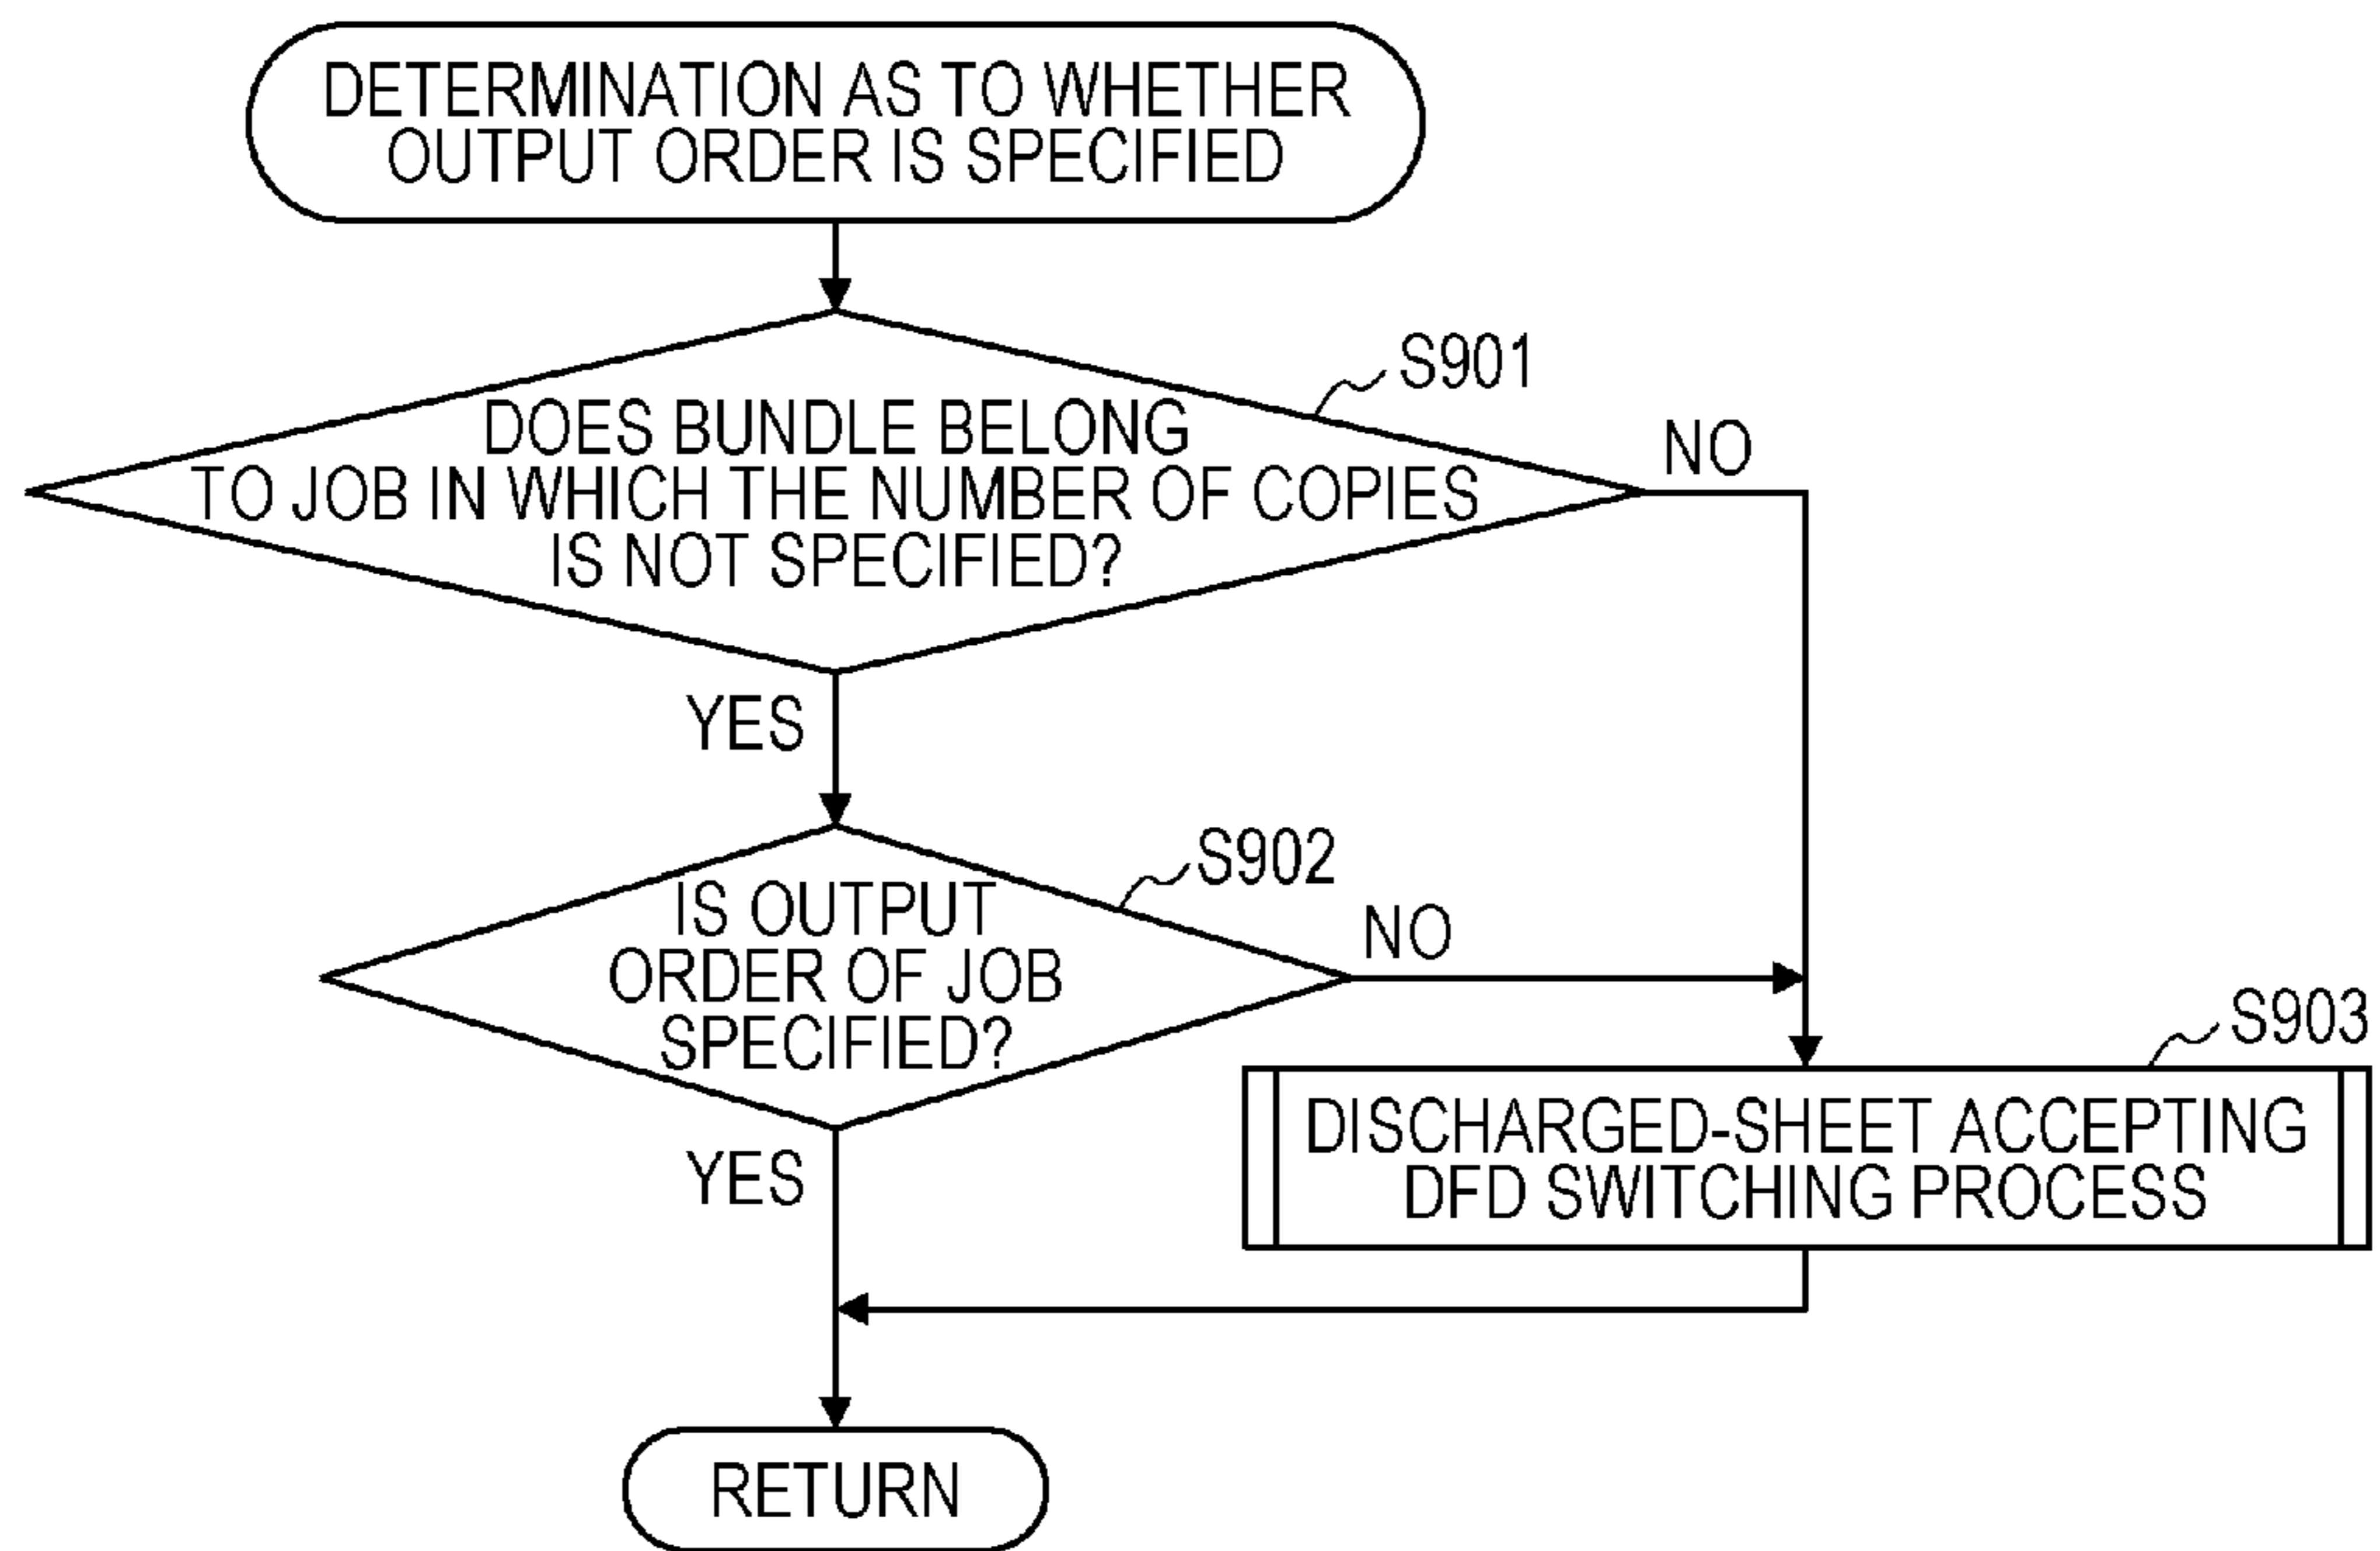 DETERMINATION AS TO WHETHER
OUTPUT ORDER IS SPECIFIED
S901
DOES BUNDLE BELONG
TO JOB IN WHICH THE NUMBER OF COPIES
IS NOT SPECIFIED?
NO
YES
S902
IS OUTPUT
ORDER OF JOB
SPECIFIED?
NO
YES
S903
DISCHARGED-SHEET ACCEPTING
DFD SWITCHING PROCESS
RETURN